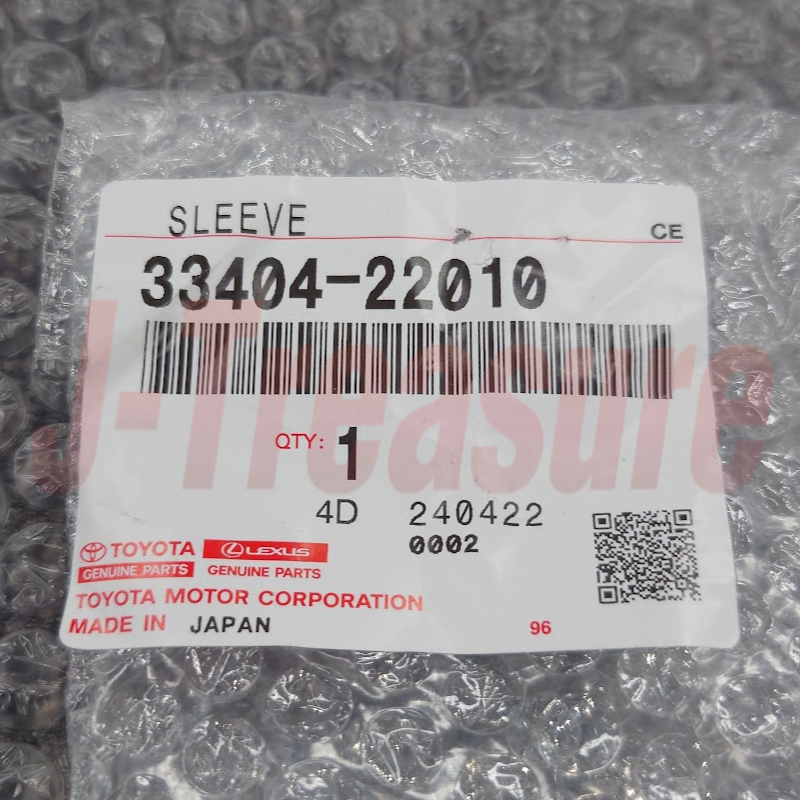 SLEEVE
CE
33404-22010
J-Treasure
QTY: 1
4D 240422
0002
TOYOTA LEXUS
GENUINE PARTS GENUINE PARTS
TOYOTA MOTOR CORPORATION
MADE IN JAPAN 96